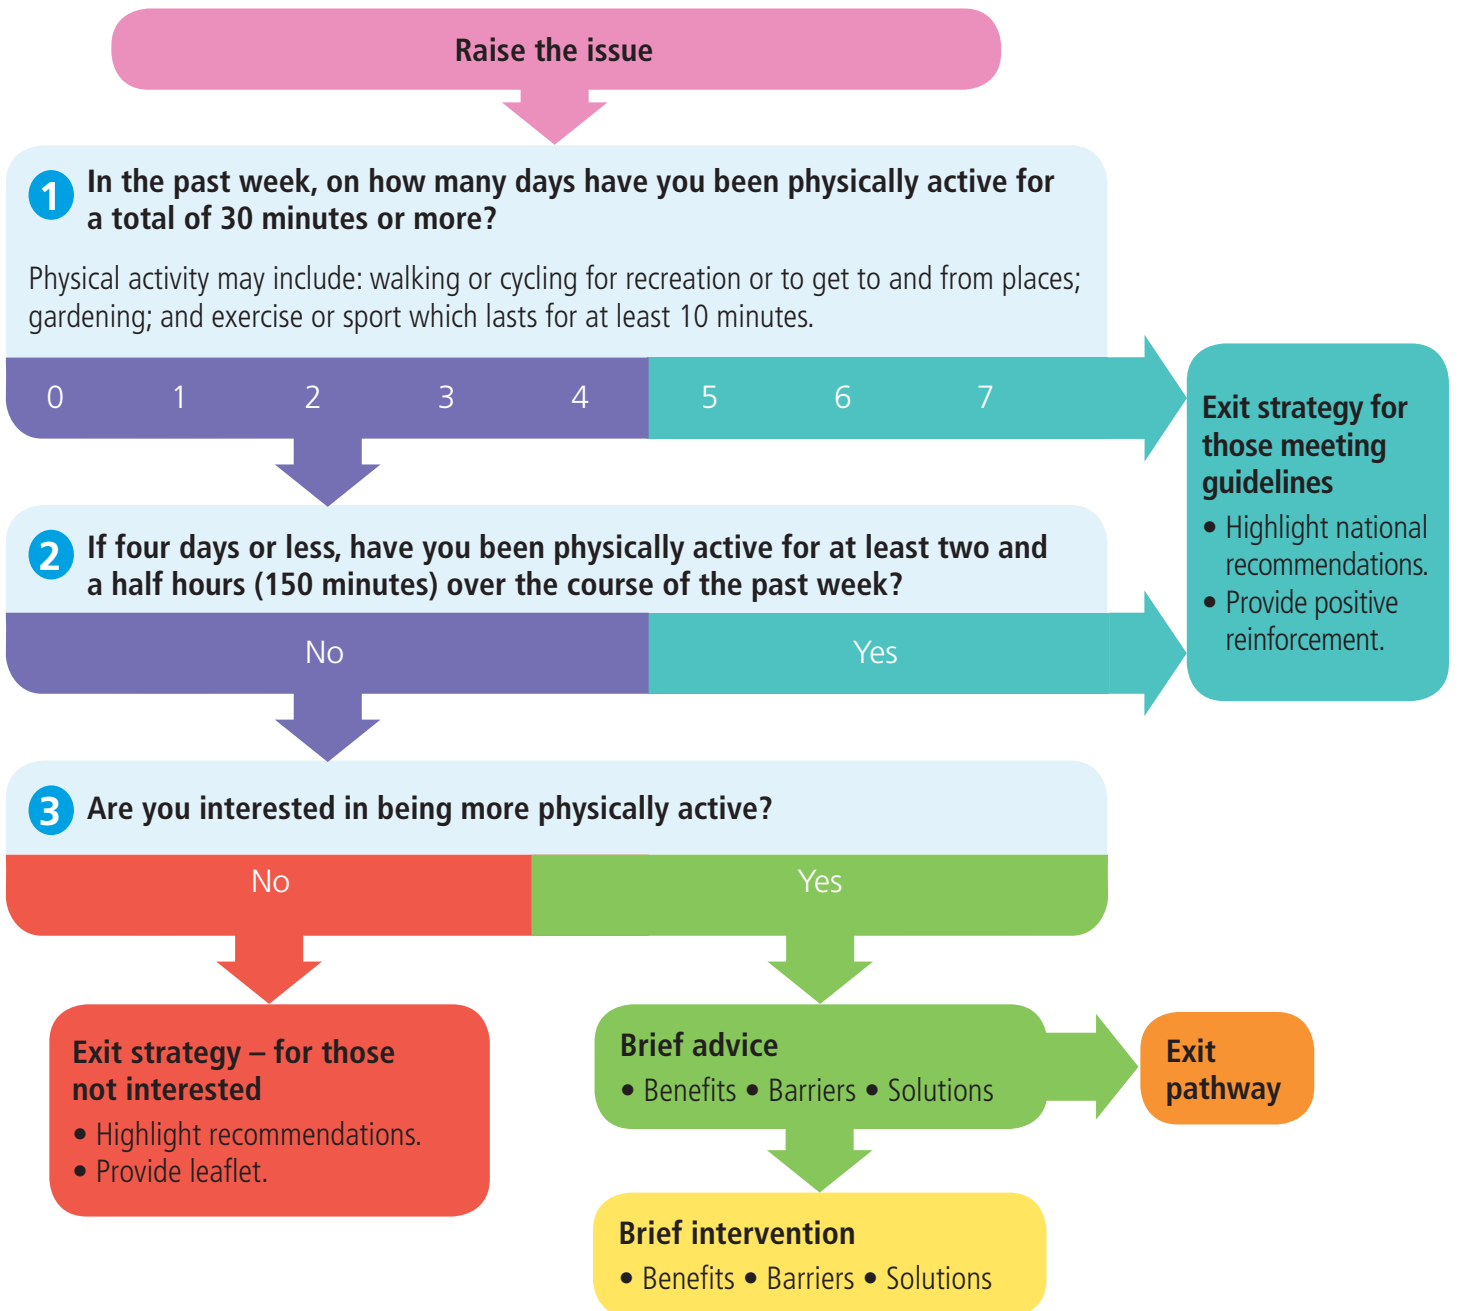 Raise the issue
1 In the past week, on how many days have you been physically active for
a total of 30 minutes or more?
Physical activity may include: walking or cycling for recreation or to get to and from places;
gardening; and exercise or sport which lasts for at least 10 minutes.
0 1 2 3 4 5 6 7
Exit strategy for
those meeting
guidelines
• Highlight national
recommendations.
• Provide positive
reinforcement.
2 If four days or less, have you been physically active for at least two and
a half hours (150 minutes) over the course of the past week?
No Yes
3 Are you interested in being more physically active?
No Yes
Exit strategy – for those
not interested
• Highlight recommendations.
• Provide leaflet.
Brief advice
• Benefits • Barriers • Solutions
Exit
pathway
Brief intervention
• Benefits • Barriers • Solutions